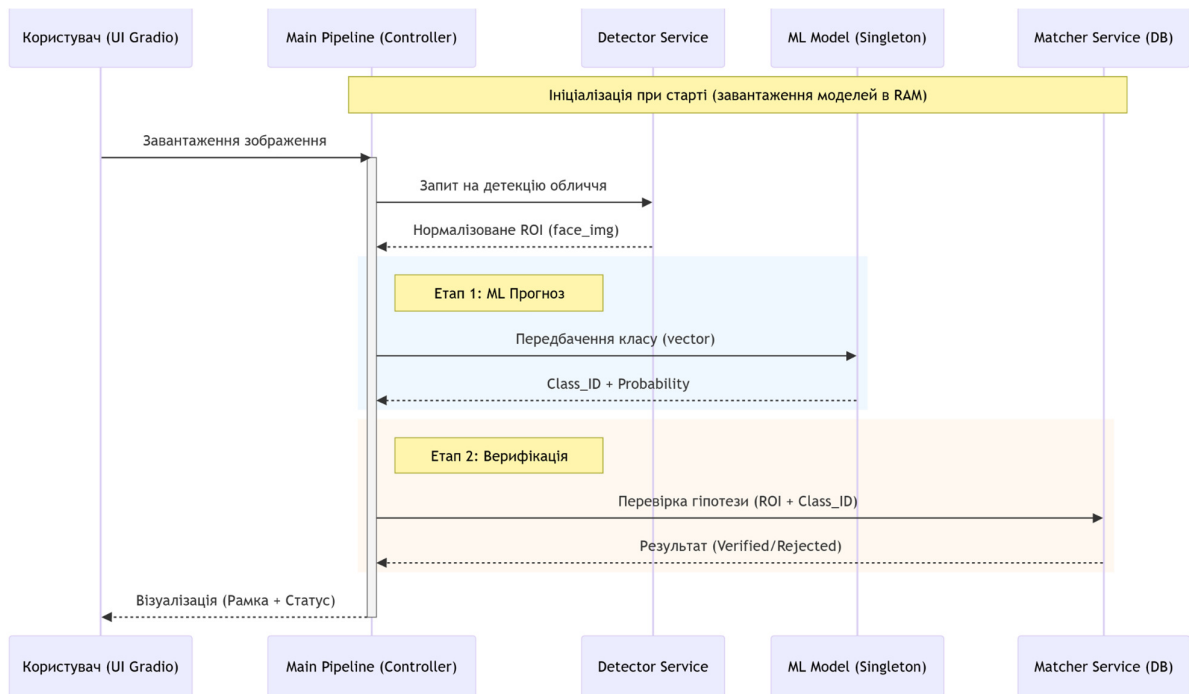 Користувач (UI Gradio)
Main Pipeline (Controller)
Detector Service
ML Model (Singleton)
Matcher Service (DB)
Ініціалізація при старті (завантаження моделей в RAM)
Завантаження зображення
Запит на детекцію обличчя
Нормалізоване ROI (face_img)
Етап 1: ML Прогноз
Передбачення класу (vector)
Class_ID + Probability
Етап 2: Верифікація
Перевірка гіпотези (ROI + Class_ID)
Результат (Verified/Rejected)
Візуалізація (Рамка + Статус)
Користувач (UI Gradio)
Main Pipeline (Controller)
Detector Service
ML Model (Singleton)
Matcher Service (DB)